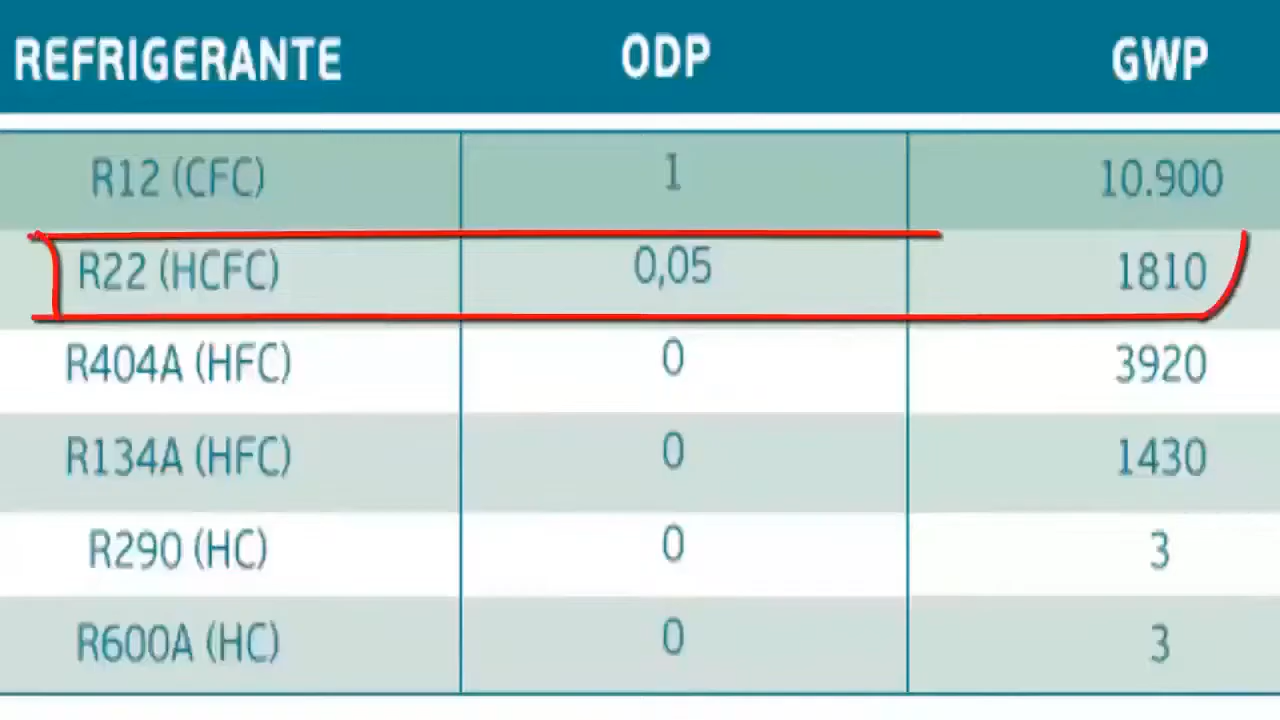 REFRIGERANTE ODP GWP
R12 (CFC) 1 10.900
R22 (HCFC) 0,05 1810
R404A (HFC) 0 3920
R134A (HFC) 0 1430
R290 (HC) 0 3
R600A (HC) 0 3